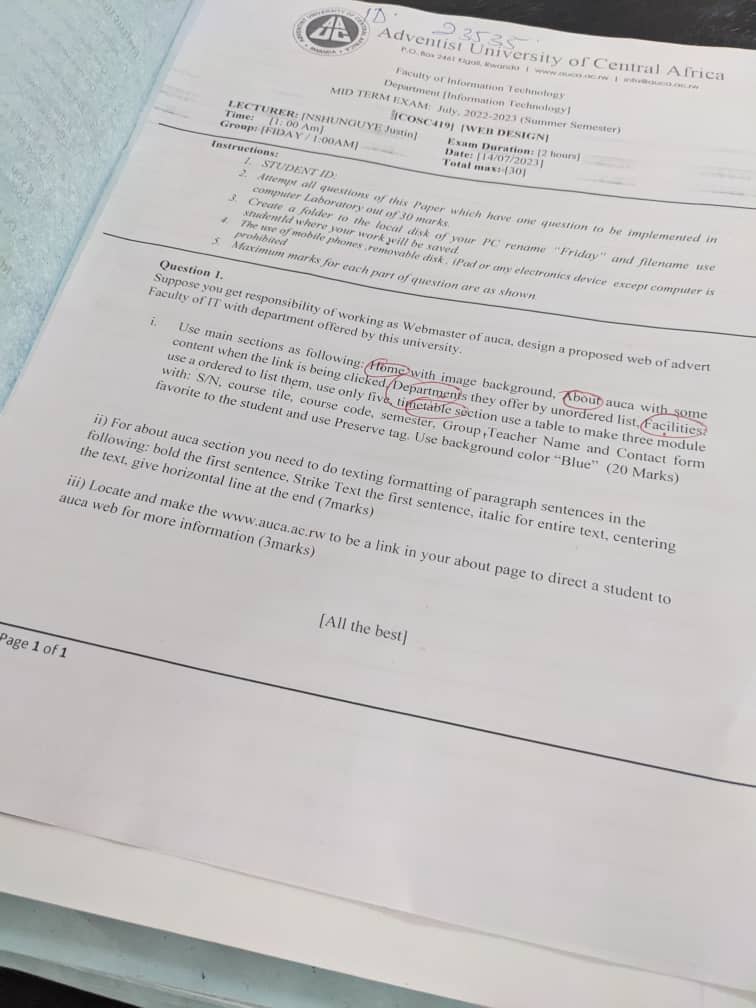 ID: 23535
ADVENTIST UNIVERSITY OF CENTRAL AFRICA
AUCA
RWANDA
Adventist University of Central Africa
P.O. Box 2461 Kigali, Rwanda | www.auca.ac.rw | info@auca.ac.rw
Faculty of Information Technology
Department [Information Technology]
MID TERM EXAM: July, 2022-2023 (Summer Semester)
[COSC419] [WEB DESIGN]
LECTURER: [NSHUNGUYE Justin]
Time: [1: 00 Am]
Group: [FIDAY / 1:00AM]
Exam Duration: [2 hours]
Date: [14/07/2023]
Total max:-[30]
Instructions:
1. STUDENT ID:
2. Attempt all questions of this Paper which have one question to be implemented in
computer Laboratory out of 30 marks.
3. Create a folder to the local disk of your PC rename "Friday" and filename use
studentId where your work will be saved.
4. The use of mobile phones ,removable disk, iPad or any electronics device except computer is
prohibited
5. Maximum marks for each part of question are as shown
Question 1.
Suppose you get responsibility of working as Webmaster of auca, design a proposed web of advert
Faculty of IT with department offered by this university.
i. Use main sections as following: Home with image background, About auca with some
content when the link is being clicked, Departments they offer by unordered list, Facilities:
use a ordered to list them, use only five, timetable section use a table to make three module
with: S/N, course tile, course code, semester, Group ,Teacher Name and Contact form
favorite to the student and use Preserve tag. Use background color "Blue" (20 Marks)
ii) For about auca section you need to do texting formatting of paragraph sentences in the
following: bold the first sentence, Strike Text the first sentence, italic for entire text, centering
the text, give horizontal line at the end (7marks)
iii) Locate and make the www.auca.ac.rw to be a link in your about page to direct a student to
auca web for more information (3marks)
[All the best]
Page 1 of 1